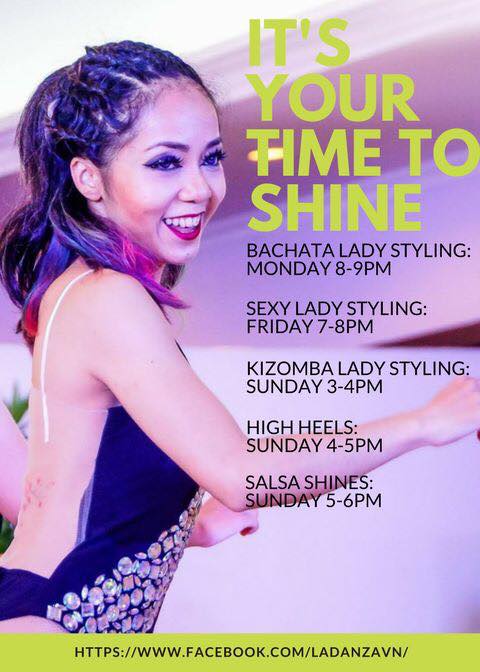 IT'S
YOUR
TIME TO
SHINE
BACHATA LADY STYLING:
MONDAY 8-9PM
SEXY LADY STYLING:
FRIDAY 7-8PM
KIZOMBA LADY STYLING:
SUNDAY 3-4PM
HIGH HEELS:
SUNDAY 4-5PM
SALSA SHINES:
SUNDAY 5-6PM
HTTPS://WWW.FACEBOOK.COM/LADANZAVN/